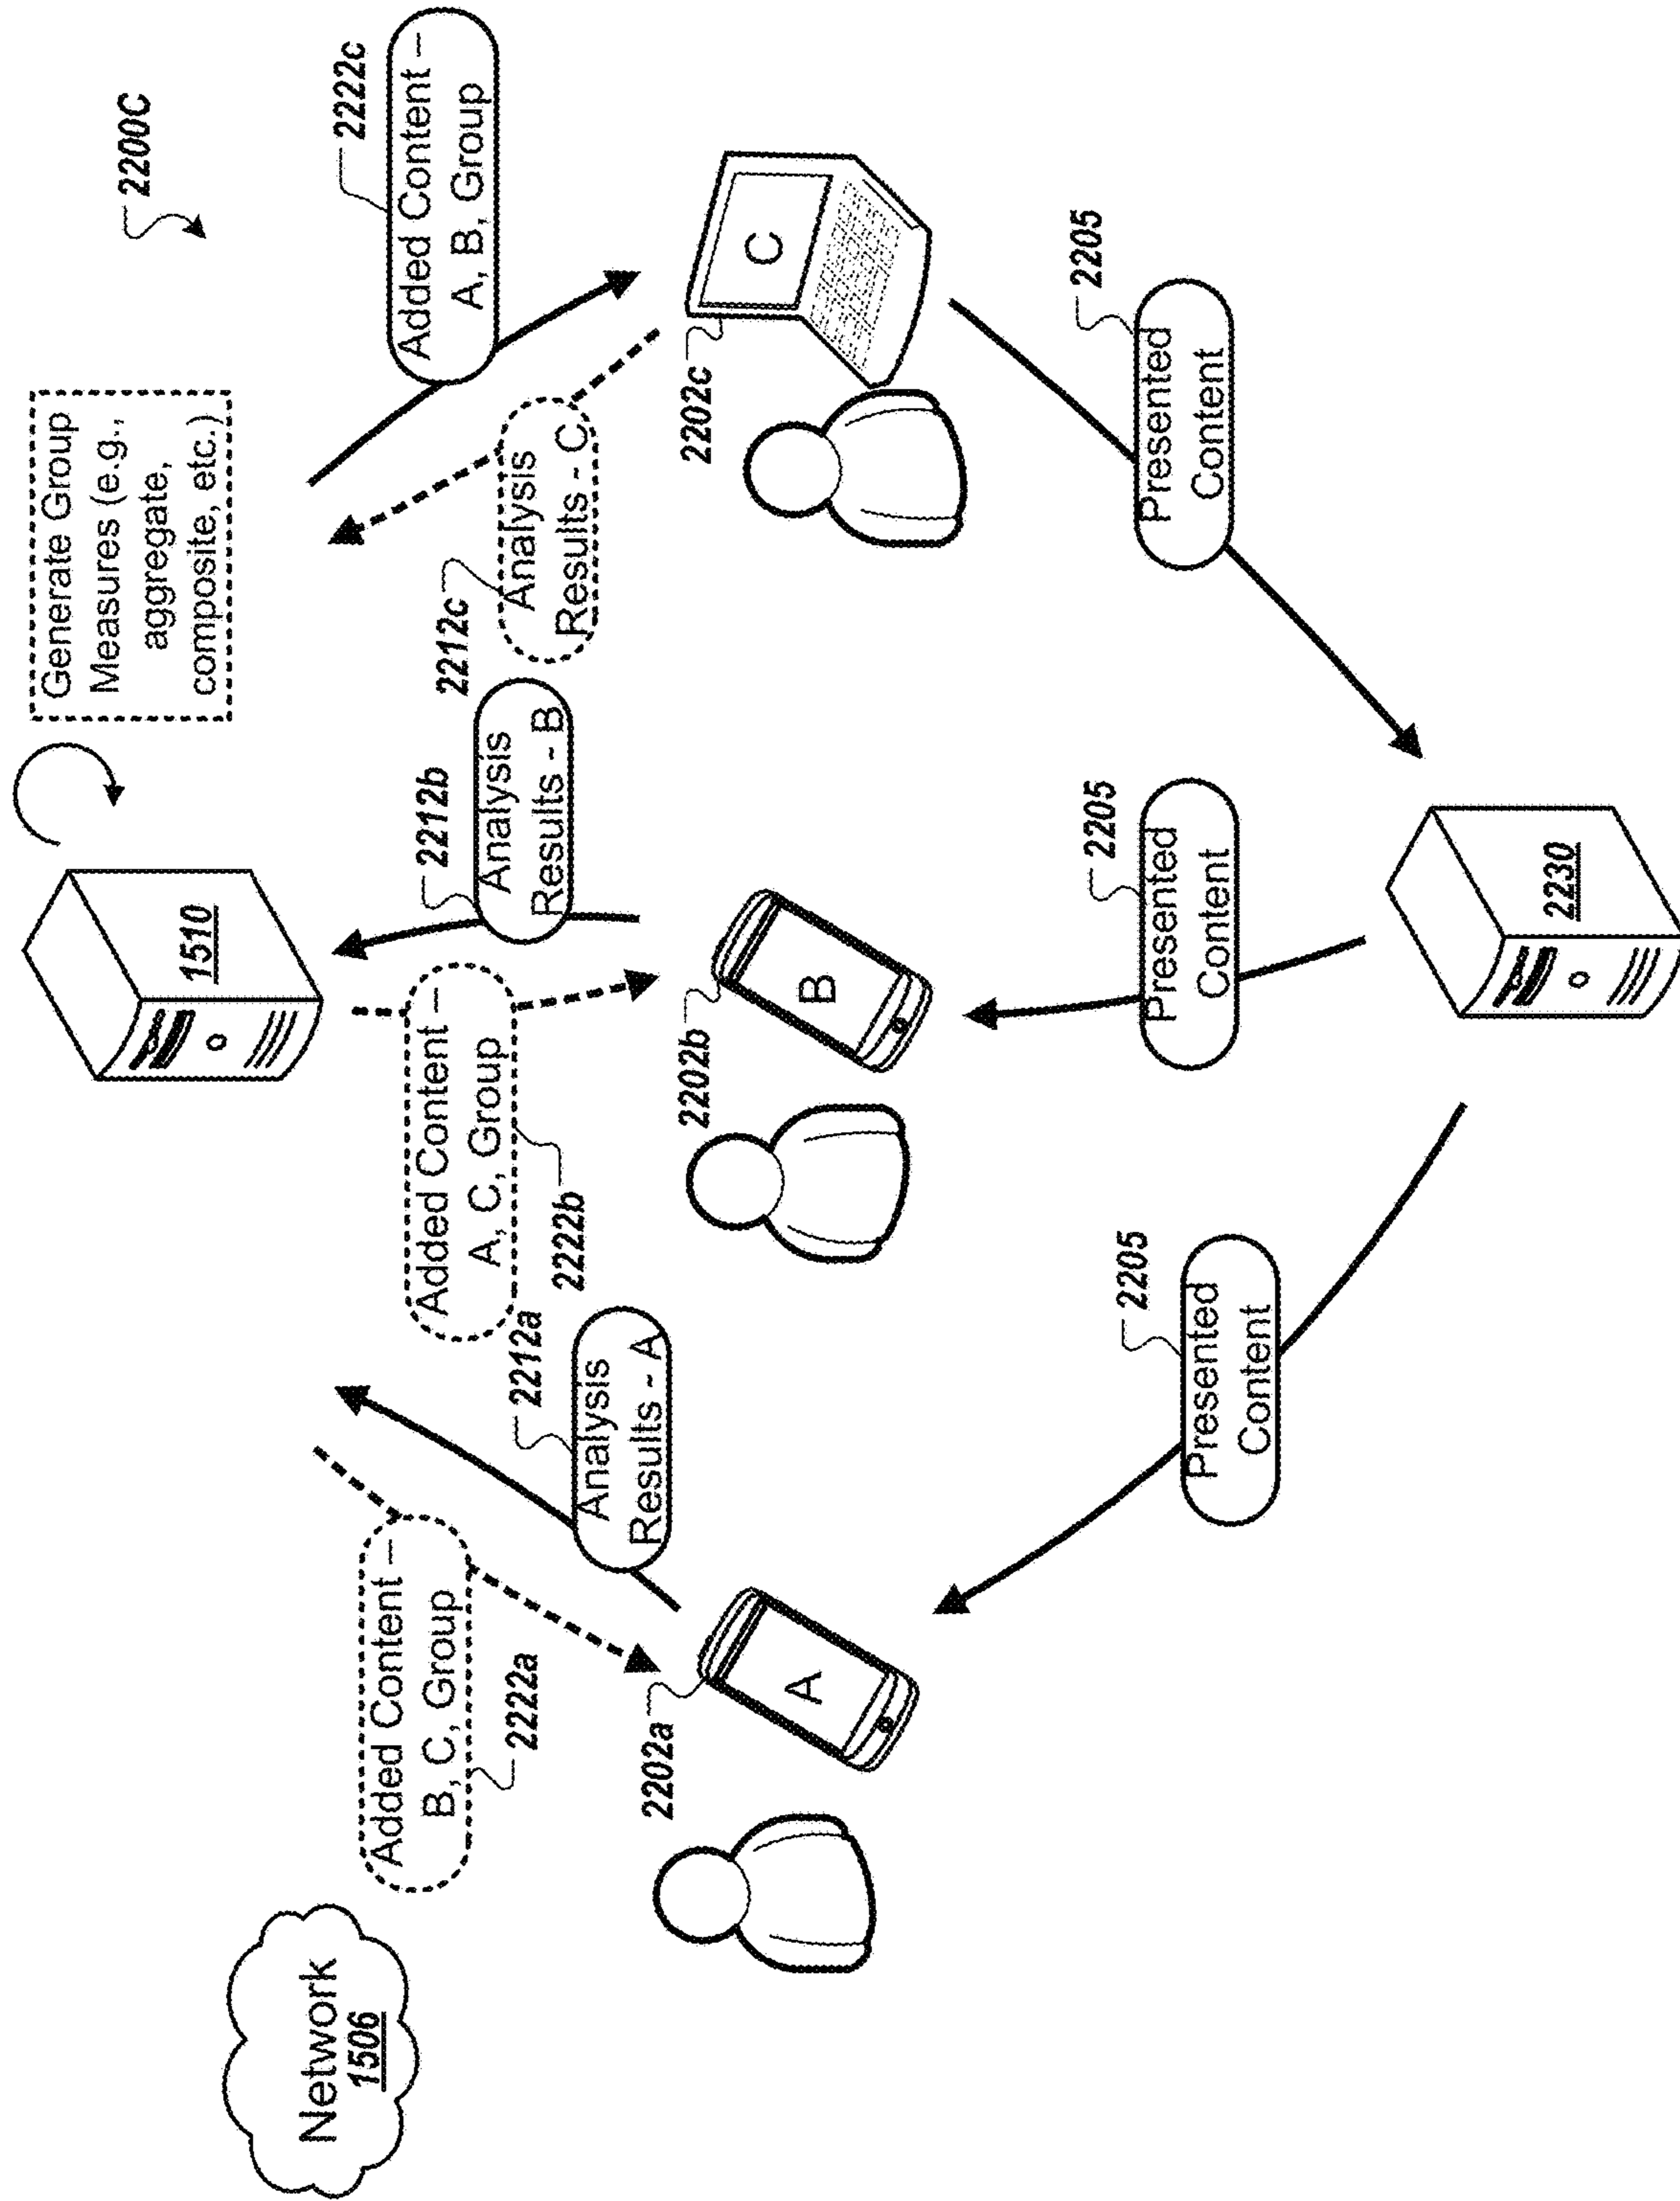 2200C
Generate Group
Measures (e.g.,
aggregate,
composite, etc.)
1510
Network
1506
Added Content –
B, C, Group
2222a
Analysis
Results - A
2212a
Added Content –
A, C, Group
2222b
Analysis
Results - B
2212b
Analysis
Results - C
2212c
Added Content –
A, B, Group
2222c
2202a
A
2202b
B
2202c
C
Presented
Content
2205
Presented
Content
2205
Presented
Content
2205
2230